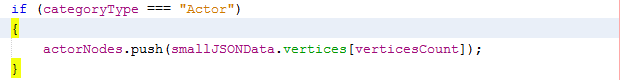 if (categoryType === "Actor")
{
    actorNodes.push(smallJSONData.vertices[verticesCount]);
}